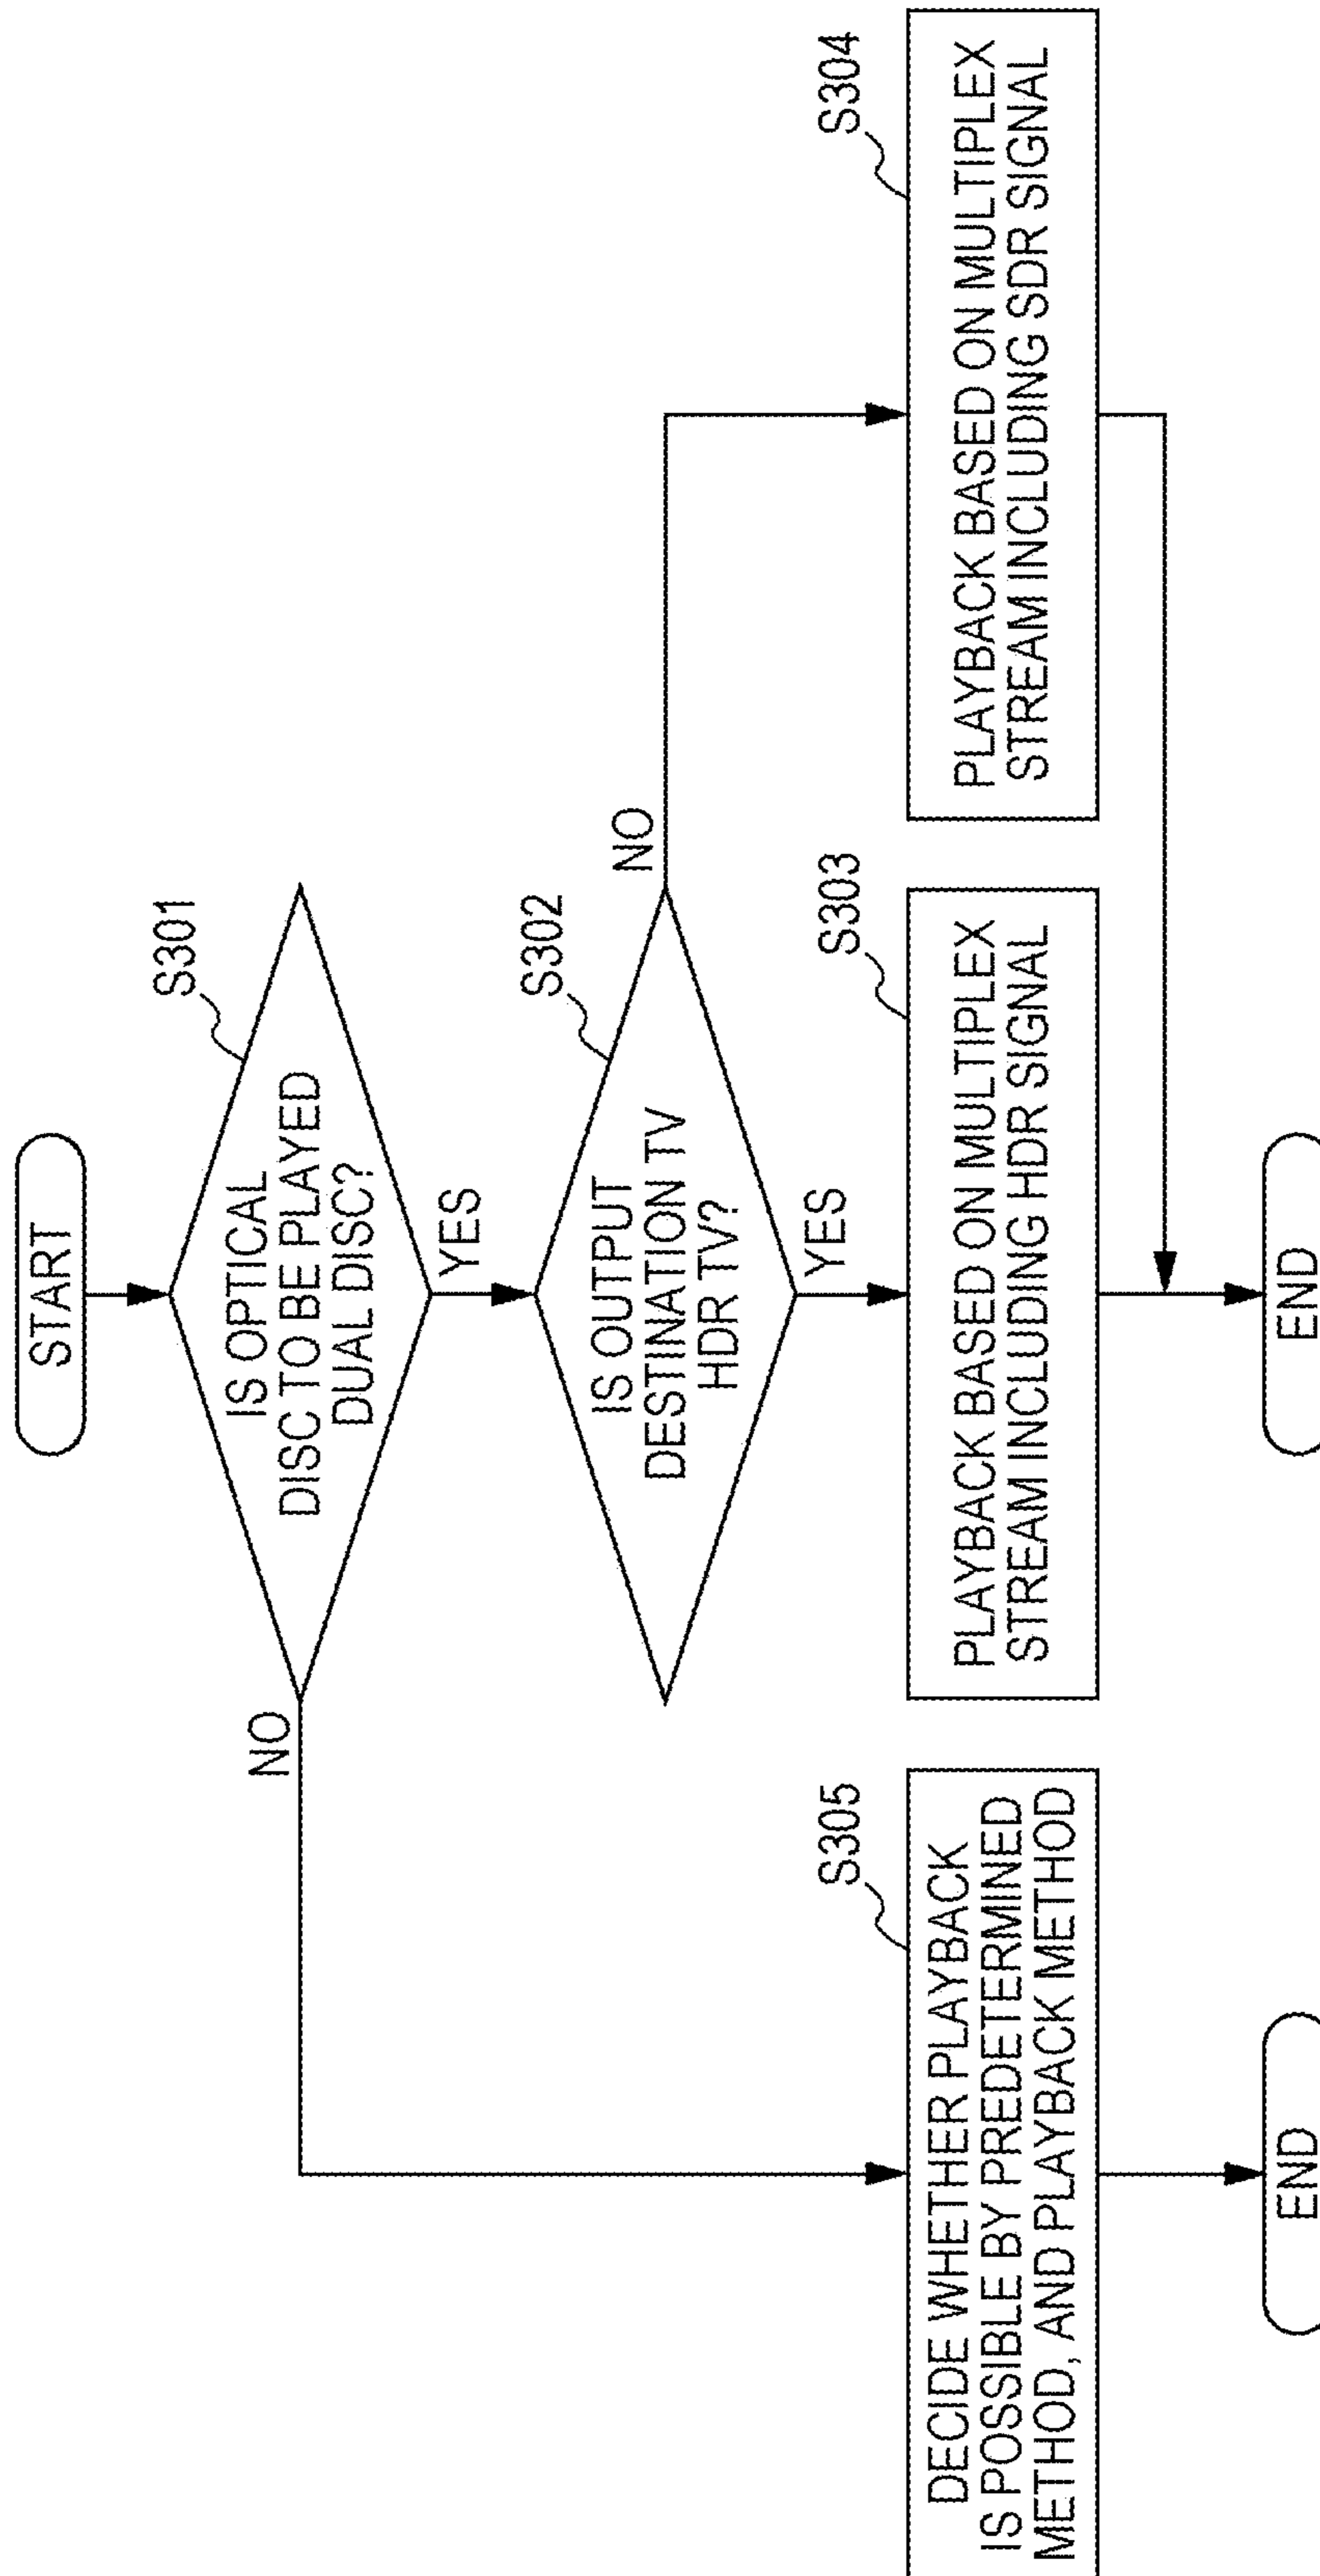 START
S301
IS OPTICAL
DISC TO BE PLAYED
DUAL DISC?
NO
YES
S302
IS OUTPUT
DESTINATION TV
HDR TV?
NO
YES
S305
DECIDE WHETHER PLAYBACK
IS POSSIBLE BY PREDETERMINED
METHOD, AND PLAYBACK METHOD
S303
PLAYBACK BASED ON MULTIPLEX
STREAM INCLUDING HDR SIGNAL
S304
PLAYBACK BASED ON MULTIPLEX
STREAM INCLUDING SDR SIGNAL
END
END